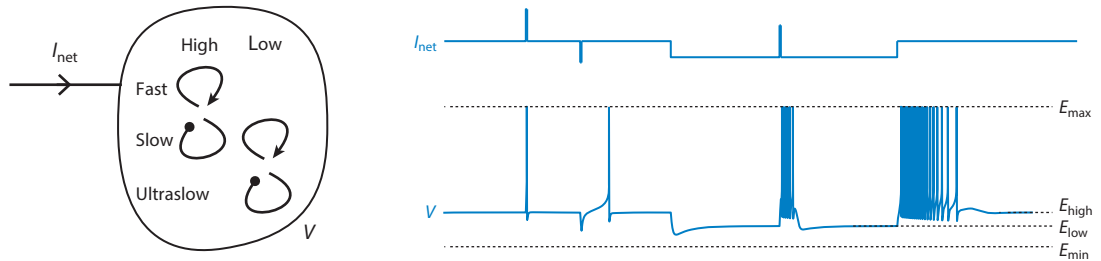 I_net
High Low
Fast
Slow
Ultraslow
V
I_net
E_max
V
E_high
E_low
E_min